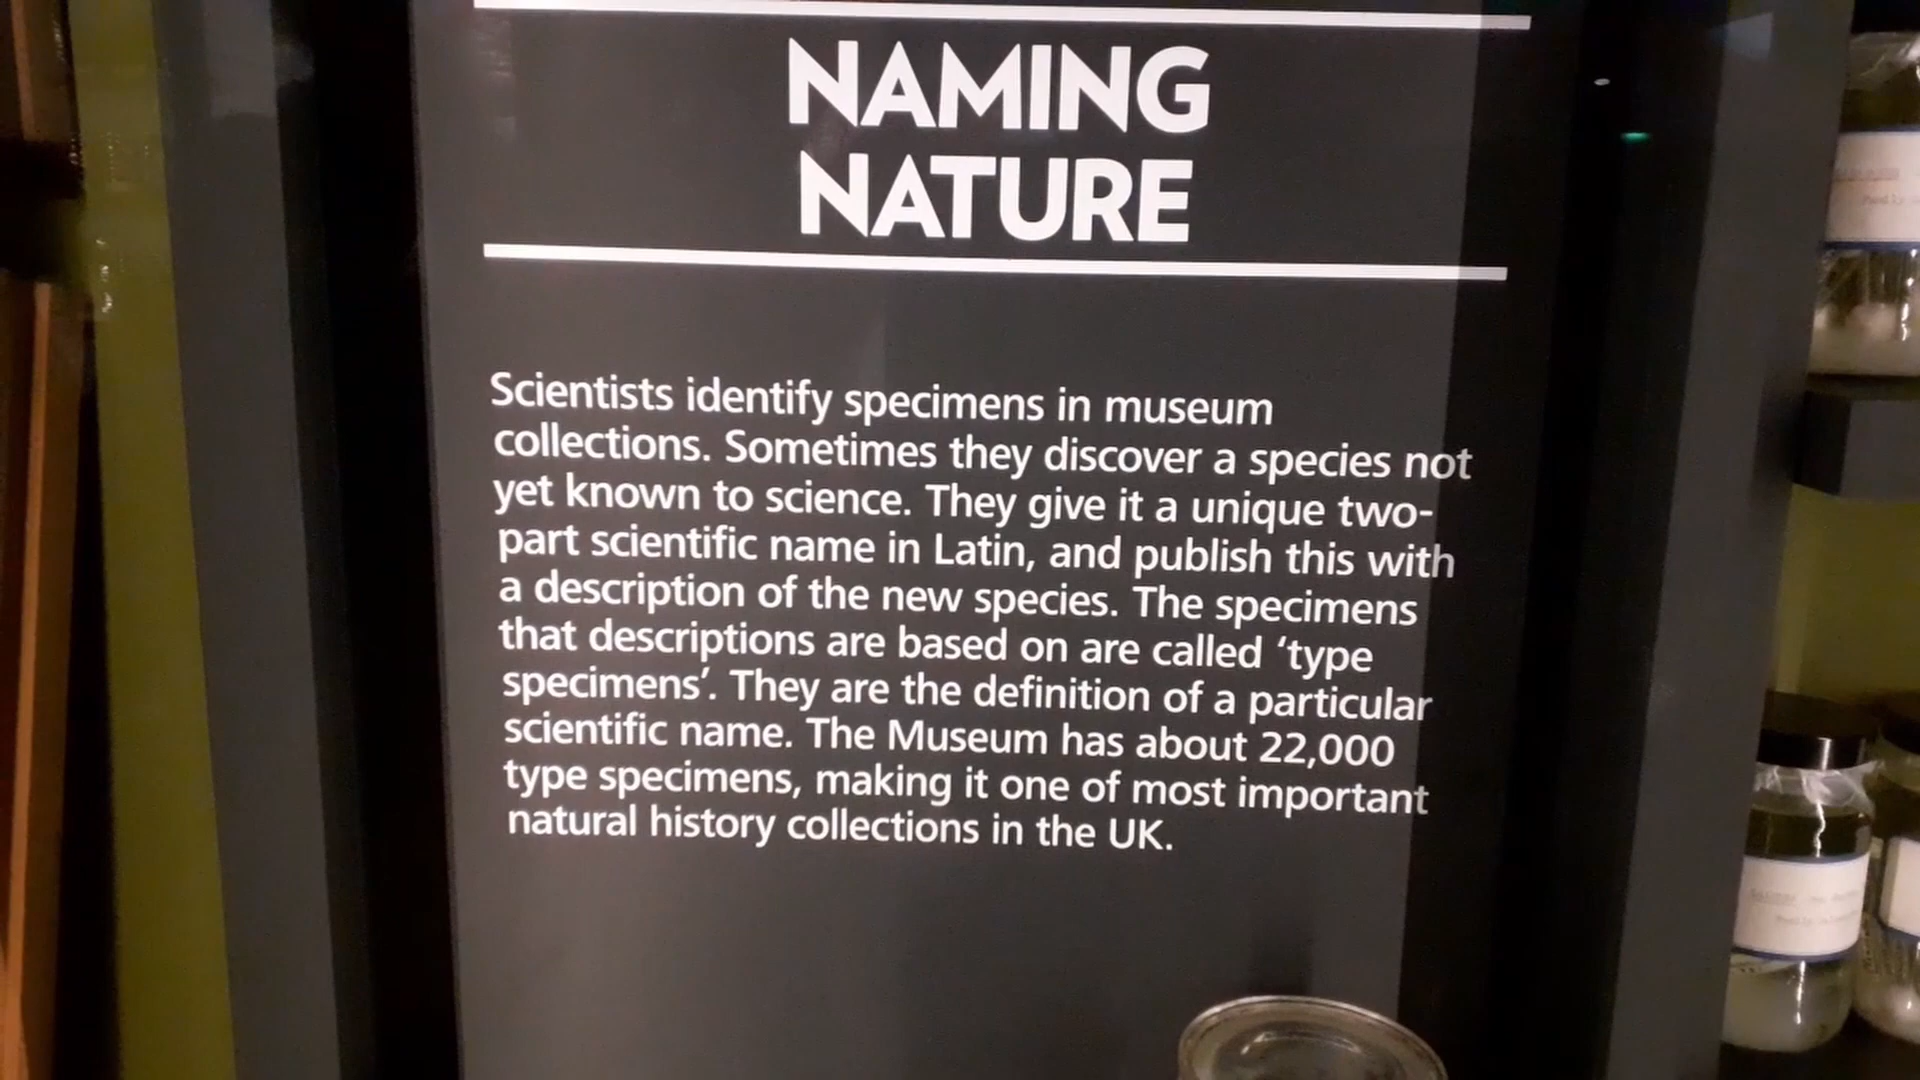 NAMING
NATURE
Scientists identify specimens in museum
collections. Sometimes they discover a species not
yet known to science. They give it a unique two-
part scientific name in Latin, and publish this with
a description of the new species. The specimens
that descriptions are based on are called ‘type
specimens’. They are the definition of a particular
scientific name. The Museum has about 22,000
type specimens, making it one of most important
natural history collections in the UK.